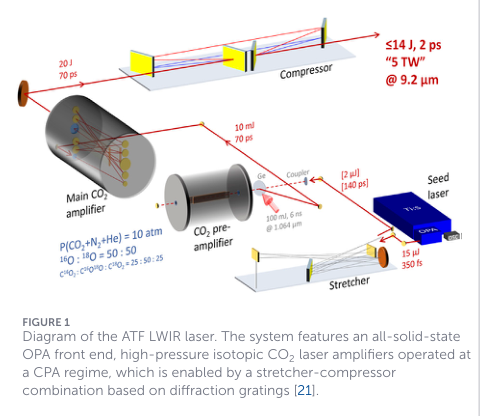 20 J
70 ps
Compressor
≤14 J, 2 ps
“5 TW”
@ 9.2 µm
10 mJ
70 ps
Main CO₂
amplifier
Ge
Coupler
[2 µJ]
[140 ps]
Seed
laser
Ti:S
OPA
OSC
CO₂ pre-
amplifier
100 mJ, 6 ns
@ 1.064 µm
15 µJ
350 fs
P(CO₂+N₂+He) = 10 atm
¹⁶O : ¹⁸O = 50 : 50
C¹⁶O₂ : C¹⁶O¹⁸O : C¹⁸O₂ = 25 : 50 : 25
Stretcher
FIGURE 1
Diagram of the ATF LWIR laser. The system features an all-solid-state
OPA front end, high-pressure isotopic CO₂ laser amplifiers operated at
a CPA regime, which is enabled by a stretcher-compressor
combination based on diffraction gratings [21].